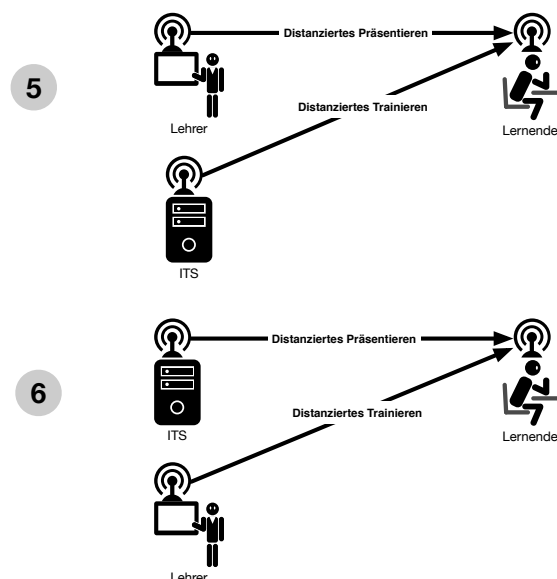 5
Distanziertes Präsentieren
Lehrer
Lernende
Distanziertes Trainieren
ITS
6
Distanziertes Präsentieren
ITS
Lernende
Distanziertes Trainieren
Lehrer